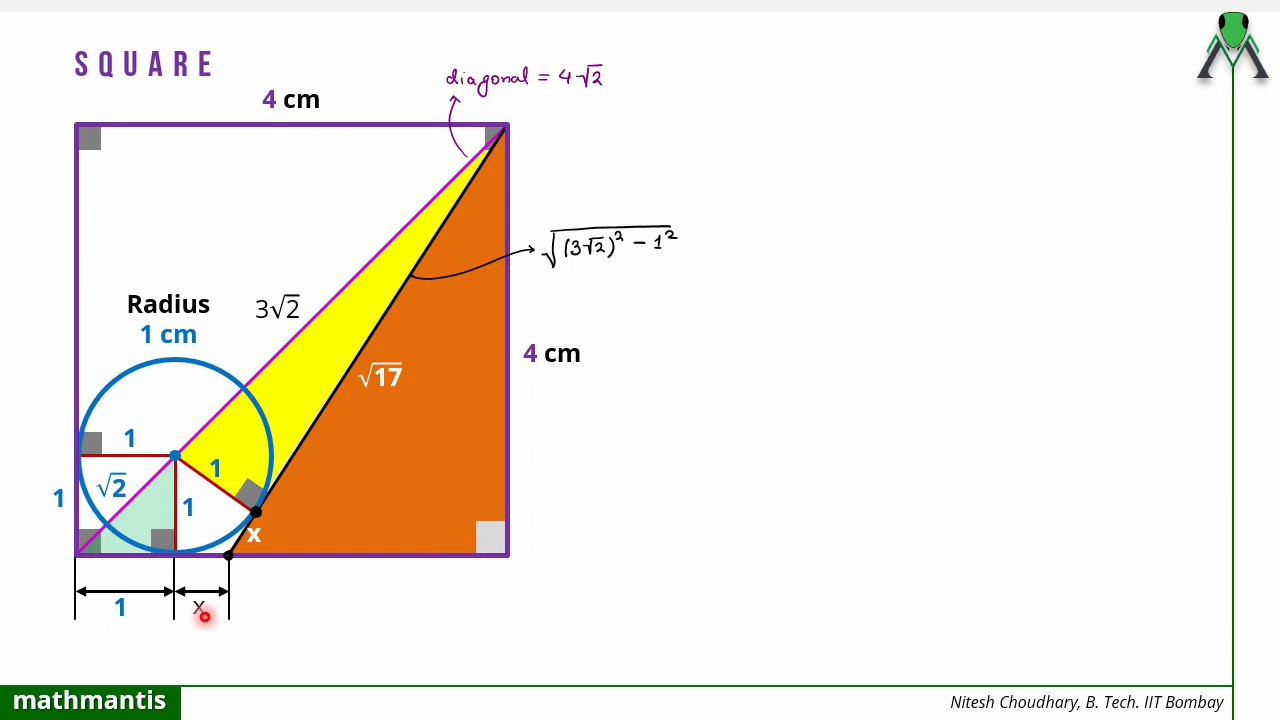 SQUARE
diagonal = 4√2
4 cm
√(3√2)² − 1²
Radius
1 cm
3√2
4 cm
√17
1
1
√2
1
1
x
1
x
mathmantis
Nitesh Choudhary, B. Tech. IIT Bombay